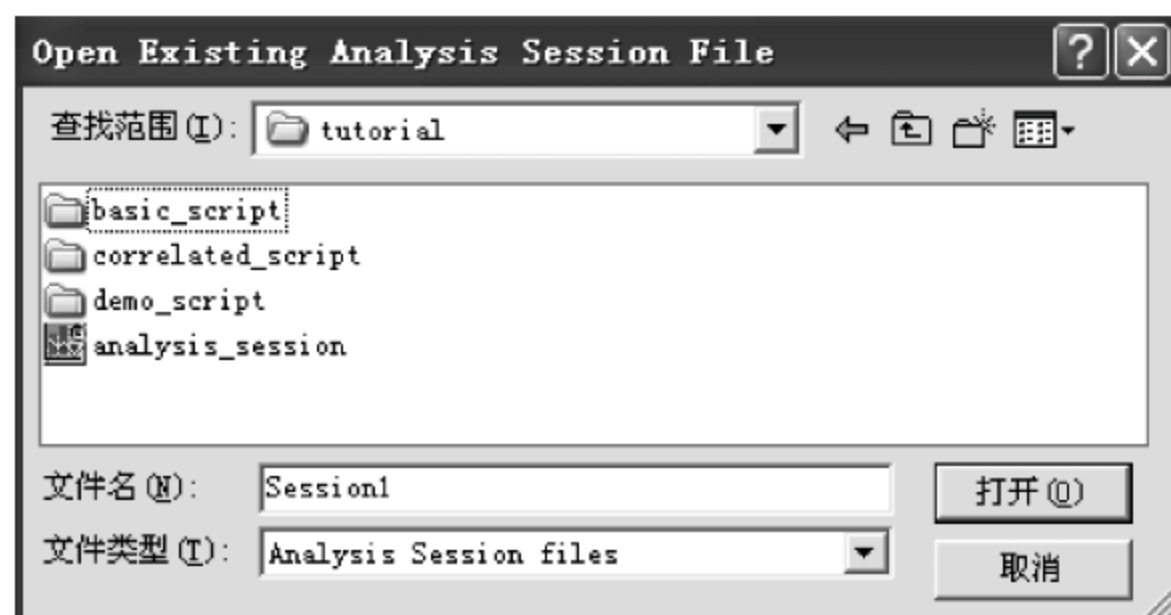 Open Existing Analysis Session File
查找范围(I): tutorial
basic_script
correlated_script
demo_script
analysis_session
文件名(N): Session1 打开(O)
文件类型(T): Analysis Session files 取消